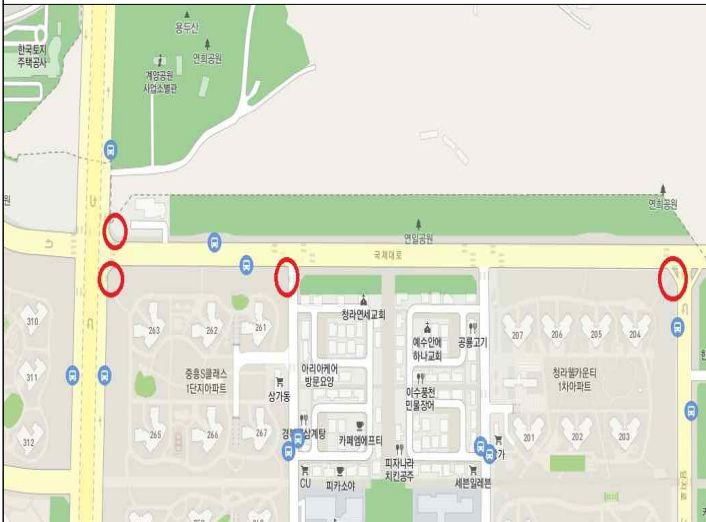 용두산
연희공원
한국토지
주택공사
계양공원
사업소별관
원
연희공원
연일공원
국제대로
청라연세교회
310
263
262
261
예수안에
하나교회
공룡고기
207
206
205
204
311
중흥S클래스
1단지아파트
아리아케어
방문요양
상가동
이수풍천
민물장어
청라웰카운티
1차아파트
312
265
266
267
카페엠에프티
201
202
203
삼계탕
피자나라
치킨공주
CU
피카소야
세븐일레븐